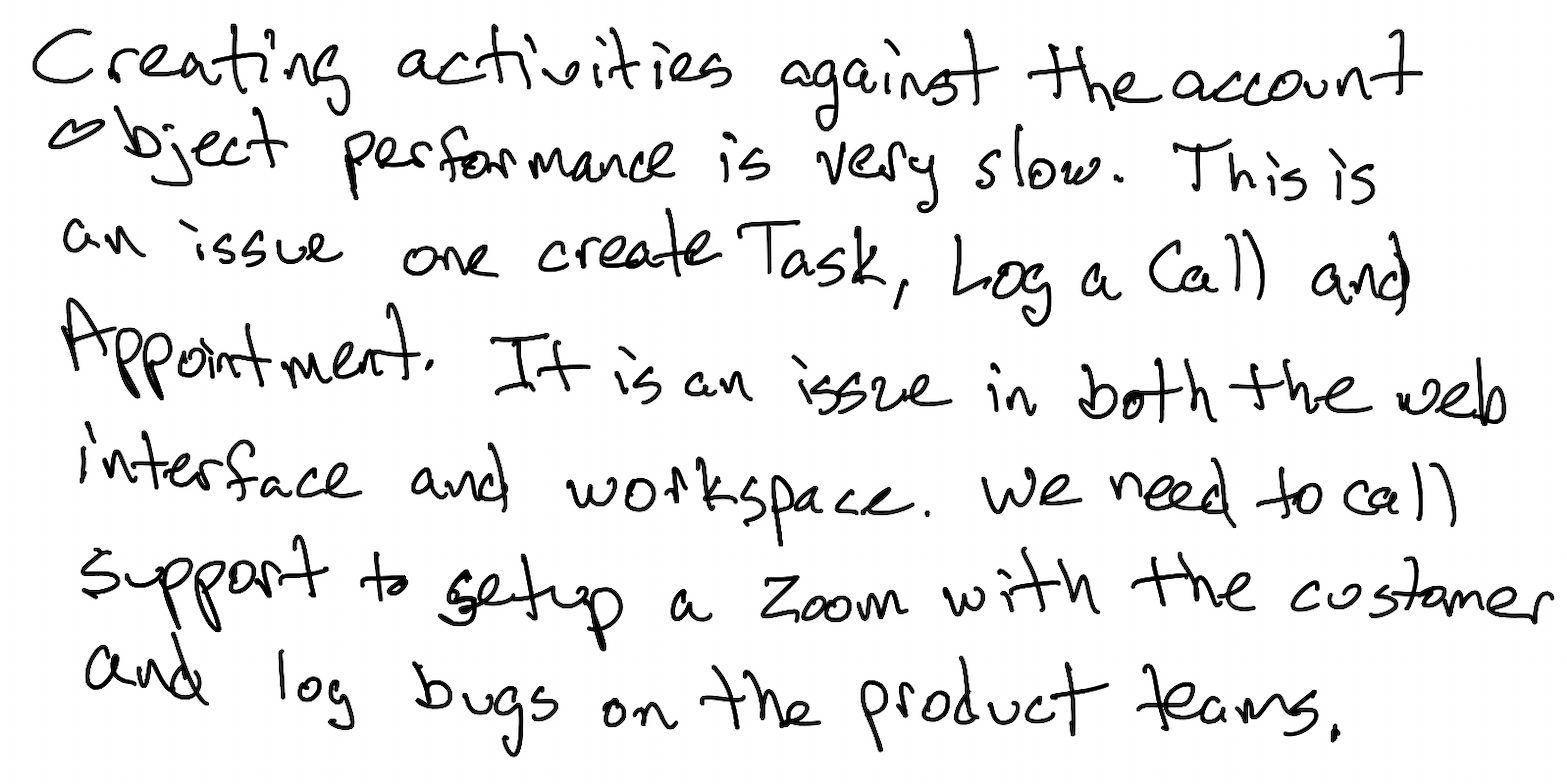 Creating activities against the account
object performance is very slow. This is
an issue one create Task, Log a Call and
Appointment. It is an issue in both the web
interface and workspace. We need to call
support to setup a Zoom with the customer
and log bugs on the product teams.